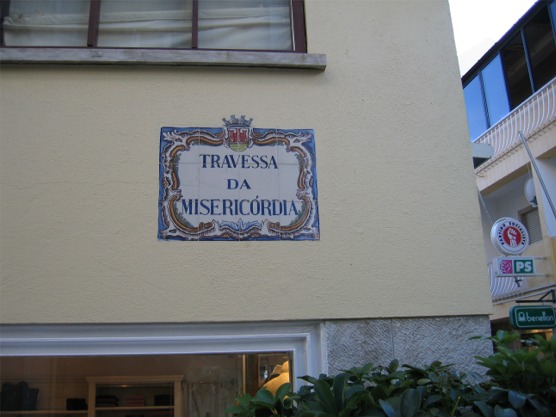 TRAVESSA
DA
MISERICÓRDIA
PS
benetton